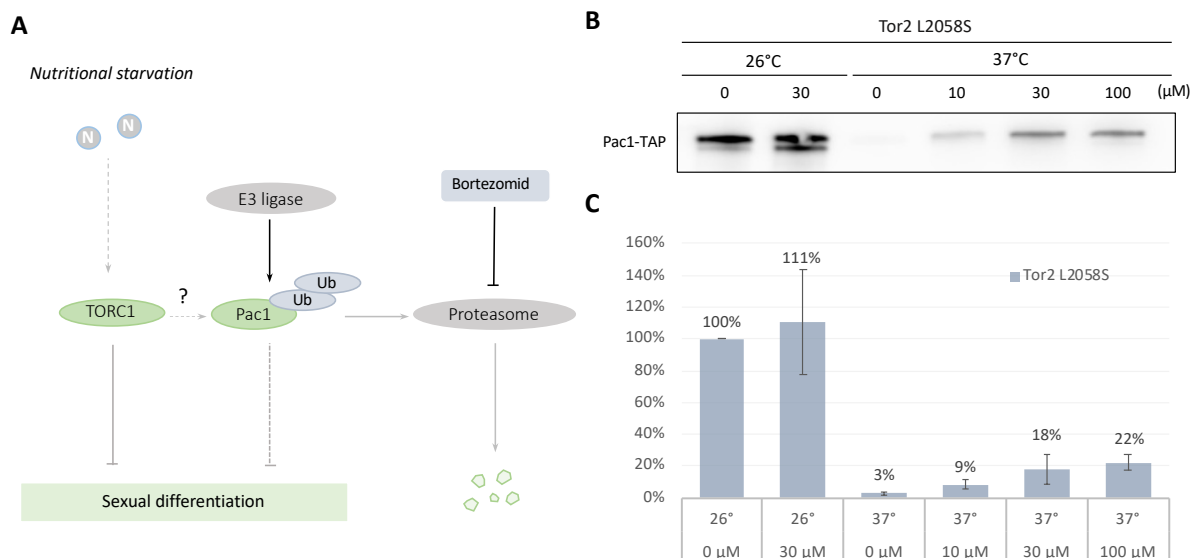 A
Nutritional starvation
N
N
E3 ligase
Bortezomid
Ub
Ub
TORC1
?
Pac1
Proteasome
Sexual differentiation
B
Tor2 L2058S
26°C 37°C
0 30 0 10 30 100 (µM)
Pac1-TAP
C
160%
140%
120%
100%
80%
60%
40%
20%
0%
100%
111%
3%
9%
18%
22%
Tor2 L2058S
26° 26° 37° 37° 37° 37°
0 µM 30 µM 0 µM 10 µM 30 µM 100 µM